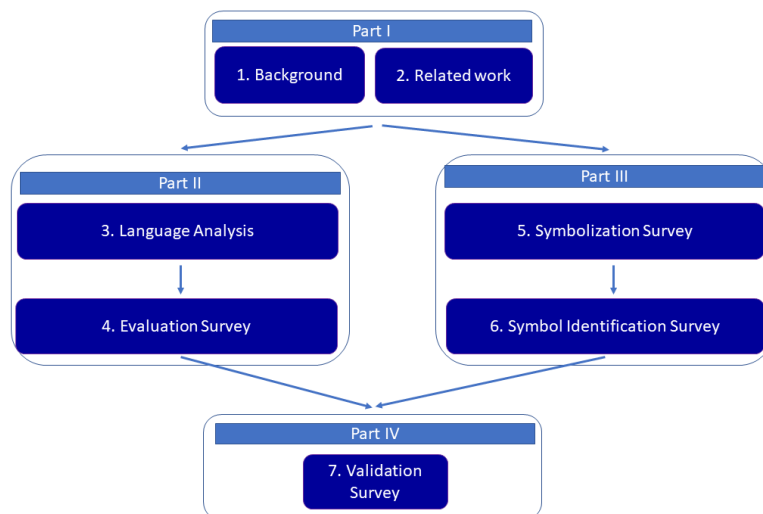 Part I
1. Background
2. Related work
Part II
3. Language Analysis
4. Evaluation Survey
Part III
5. Symbolization Survey
6. Symbol Identification Survey
Part IV
7. Validation
Survey